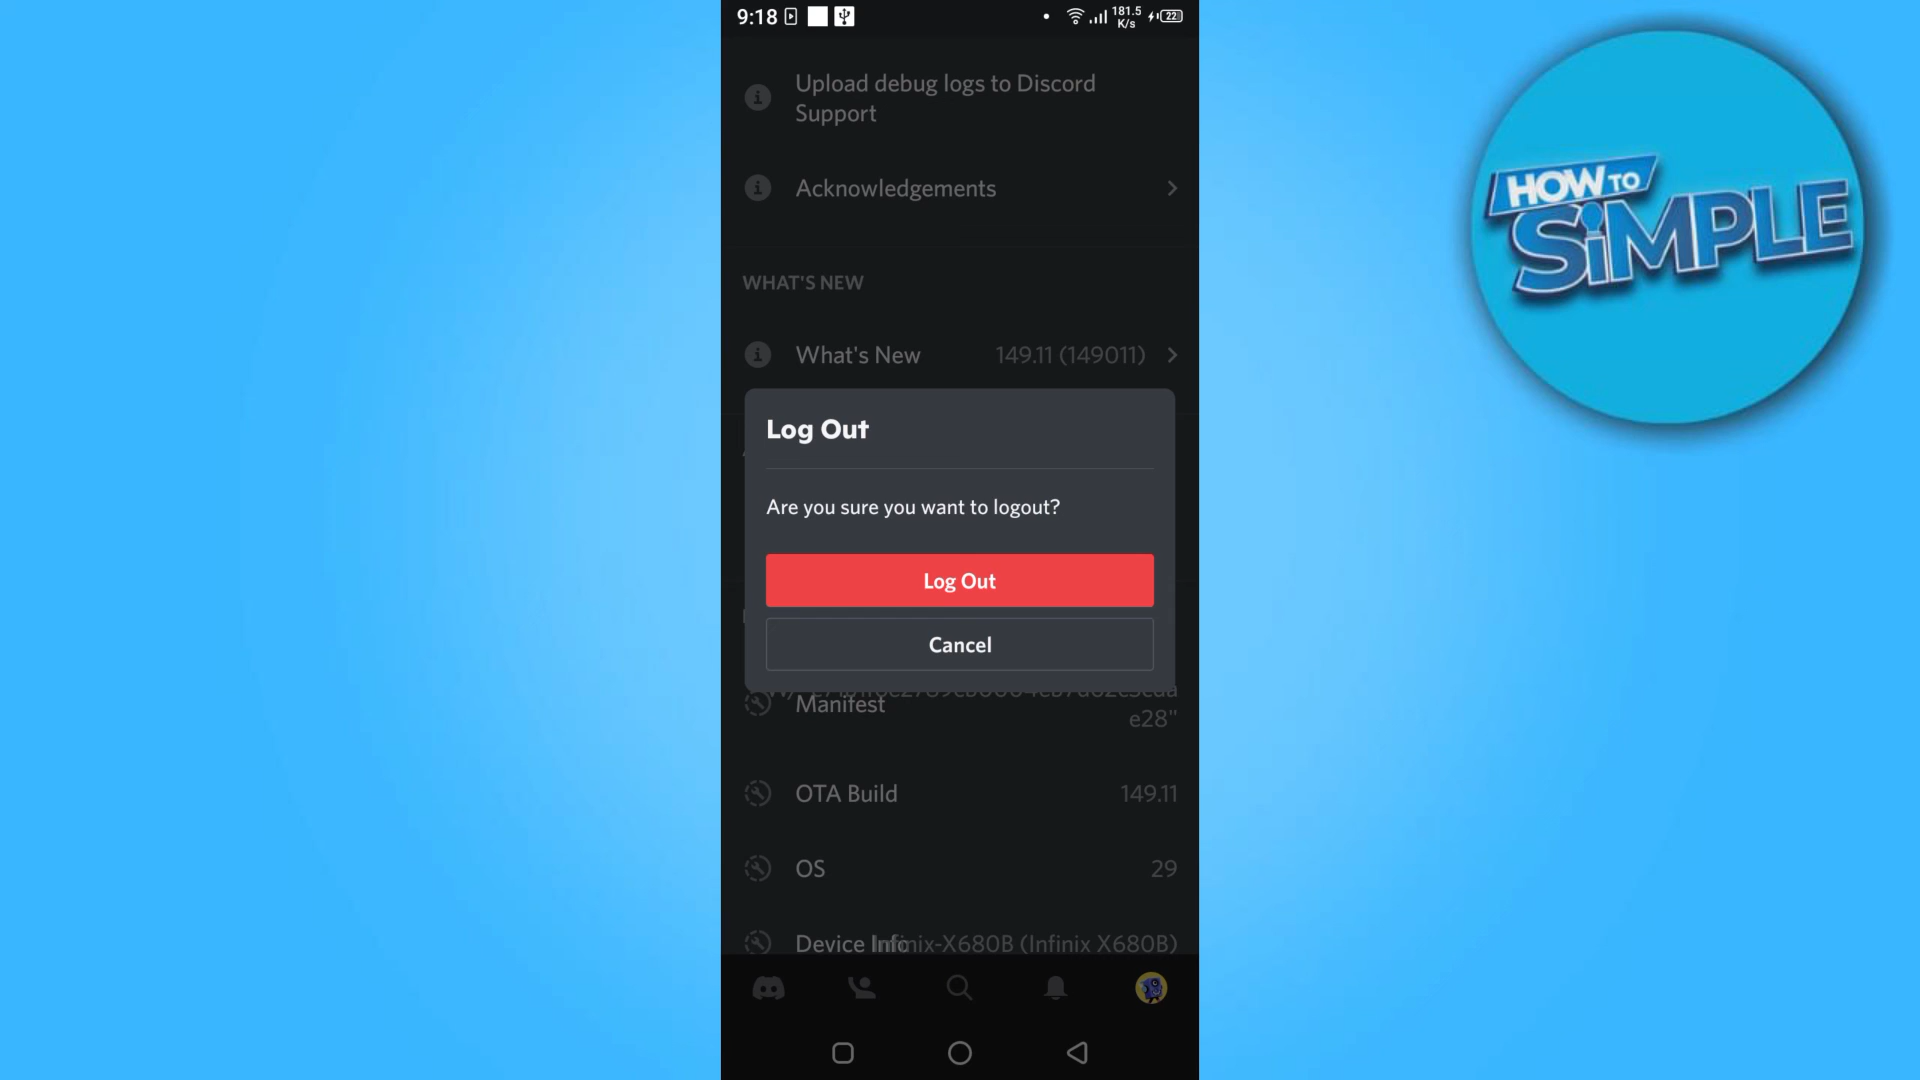 9:18
181.5
K/s
22
Upload debug logs to Discord
Support
Acknowledgements
WHAT'S NEW
What's New 149.11 (149011)
Log Out
Are you sure you want to logout?
Log Out
Cancel
Manifest
e28"
OTA Build 149.11
OS 29
Device Info Infinix-X680B (Infinix X680B)
HOW TO
SiMPLE